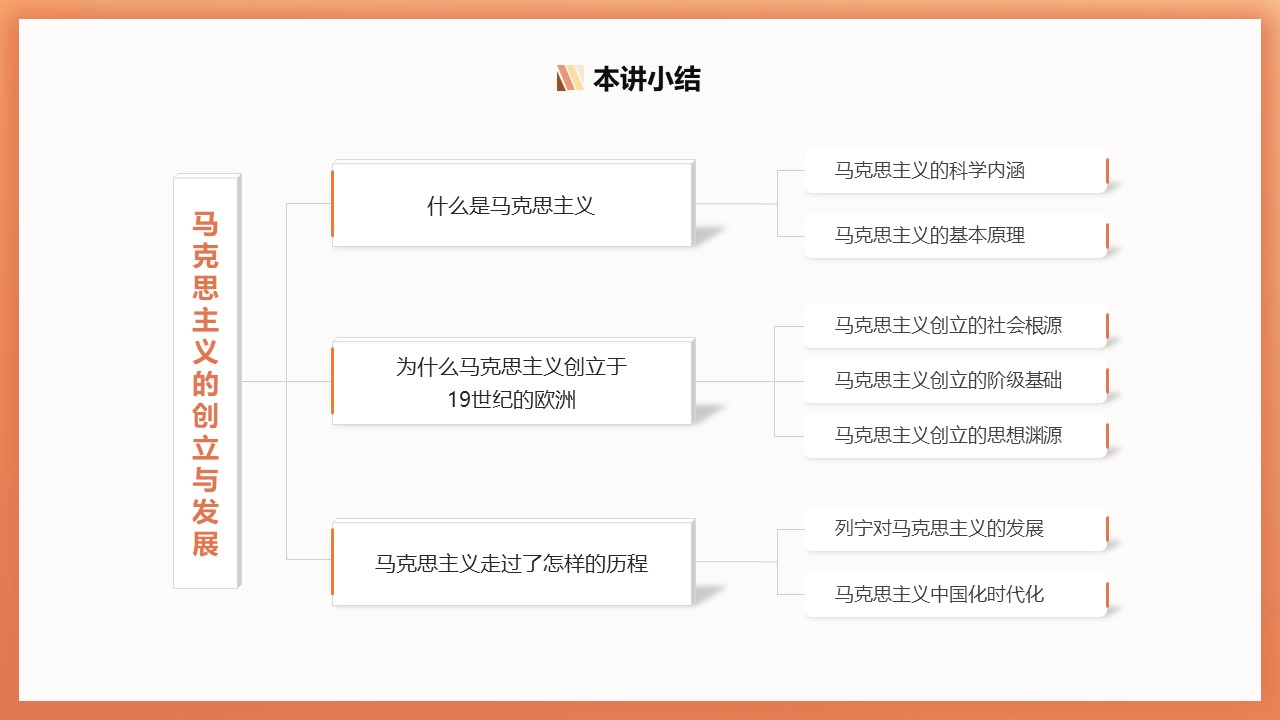 本讲小结
马克思主义的创立与发展
什么是马克思主义
马克思主义的科学内涵
马克思主义的基本原理
为什么马克思主义创立于
19世纪的欧洲
马克思主义创立的社会根源
马克思主义创立的阶级基础
马克思主义创立的思想渊源
马克思主义走过了怎样的历程
列宁对马克思主义的发展
马克思主义中国化时代化